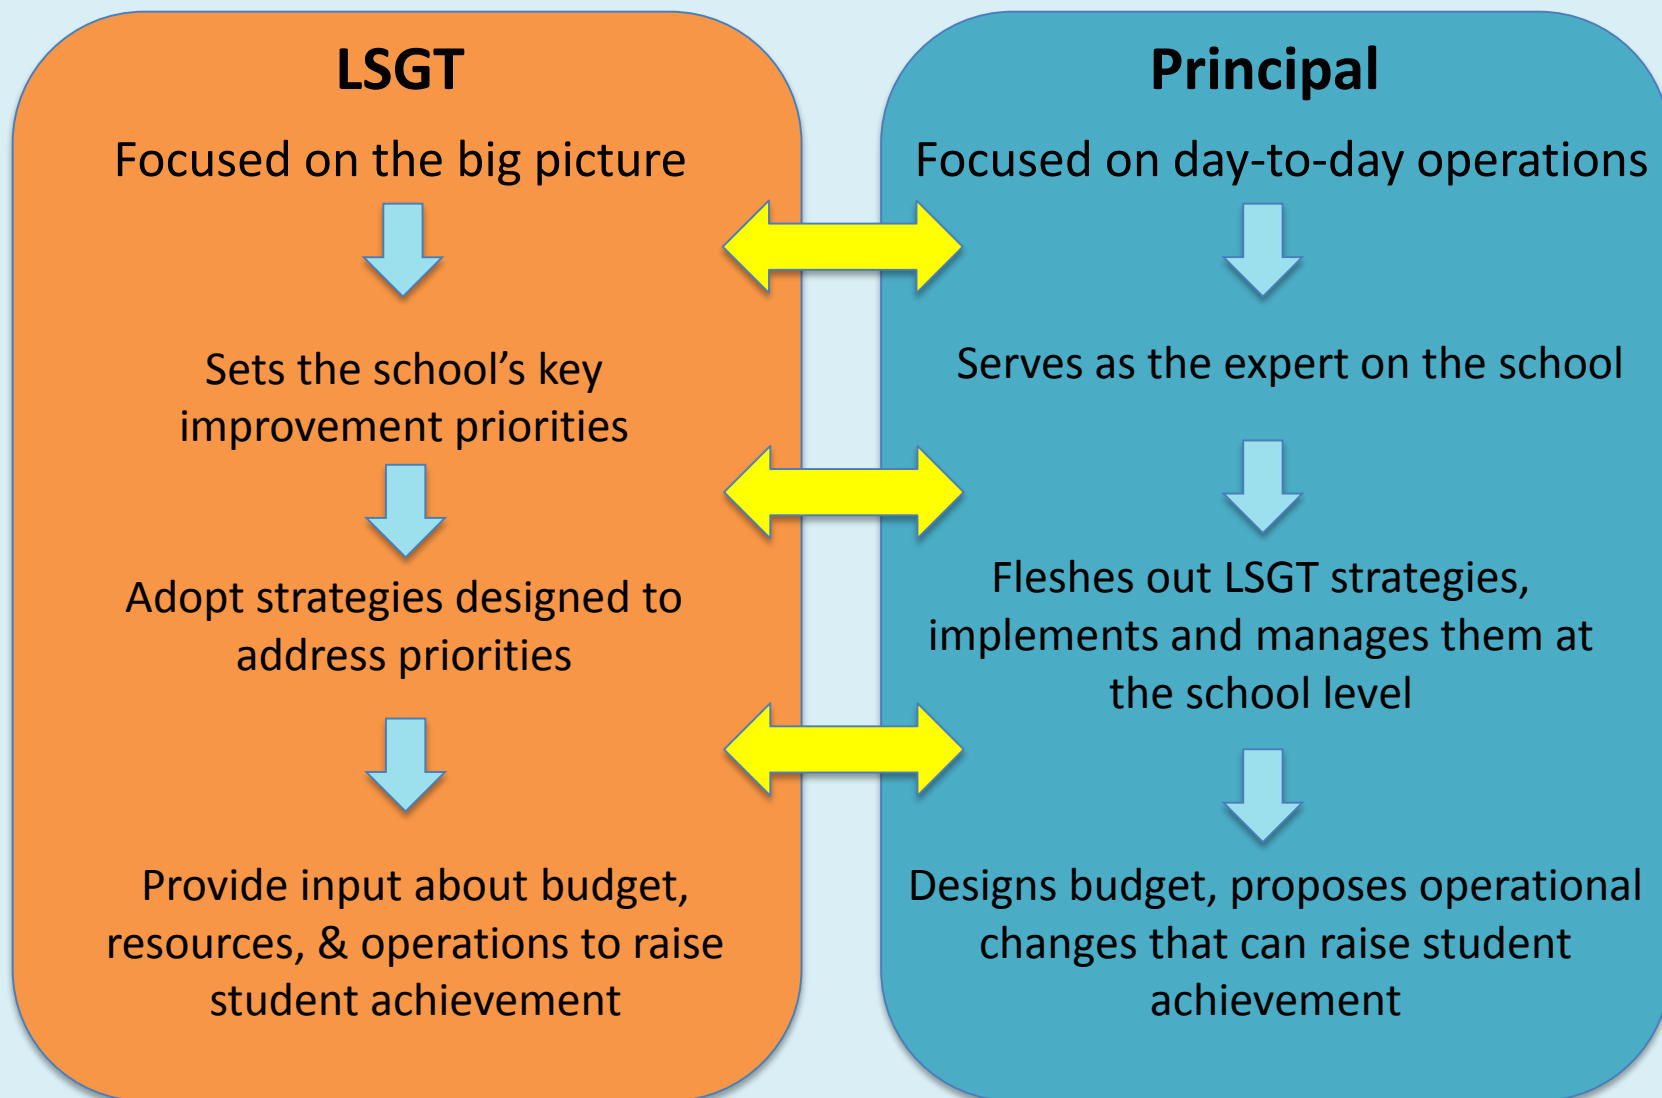 LSGT
Focused on the big picture
Sets the school’s key
improvement priorities
Adopt strategies designed to
address priorities
Provide input about budget,
resources, & operations to raise
student achievement
Principal
Focused on day-to-day operations
Serves as the expert on the school
Fleshes out LSGT strategies,
implements and manages them at
the school level
Designs budget, proposes operational
changes that can raise student
achievement